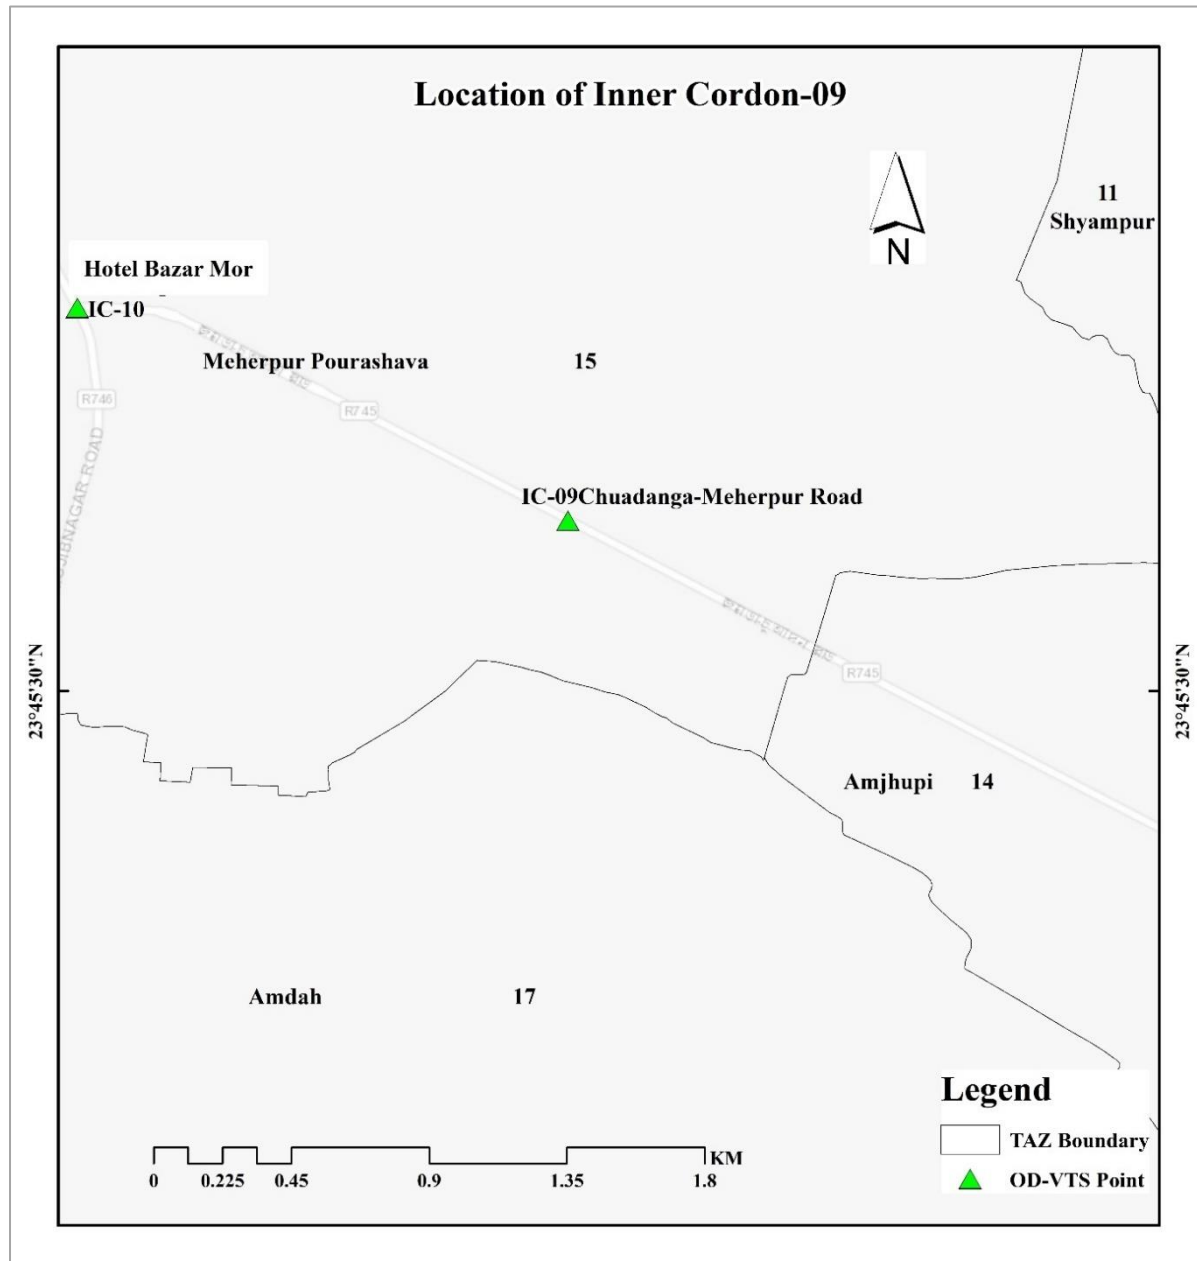 Location of Inner Cordon-09
N
11
Shyampur
Hotel Bazar Mor
IC-10
Meherpur Pourashava
15
R746
R745
IC-09Chuadanga-Meherpur Road
R745
23°45'30"N
23°45'30"N
Amjhupi 14
Amdah 17
Legend
TAZ Boundary
OD-VTS Point
KM
0 0.225 0.45 0.9 1.35 1.8
ROAD